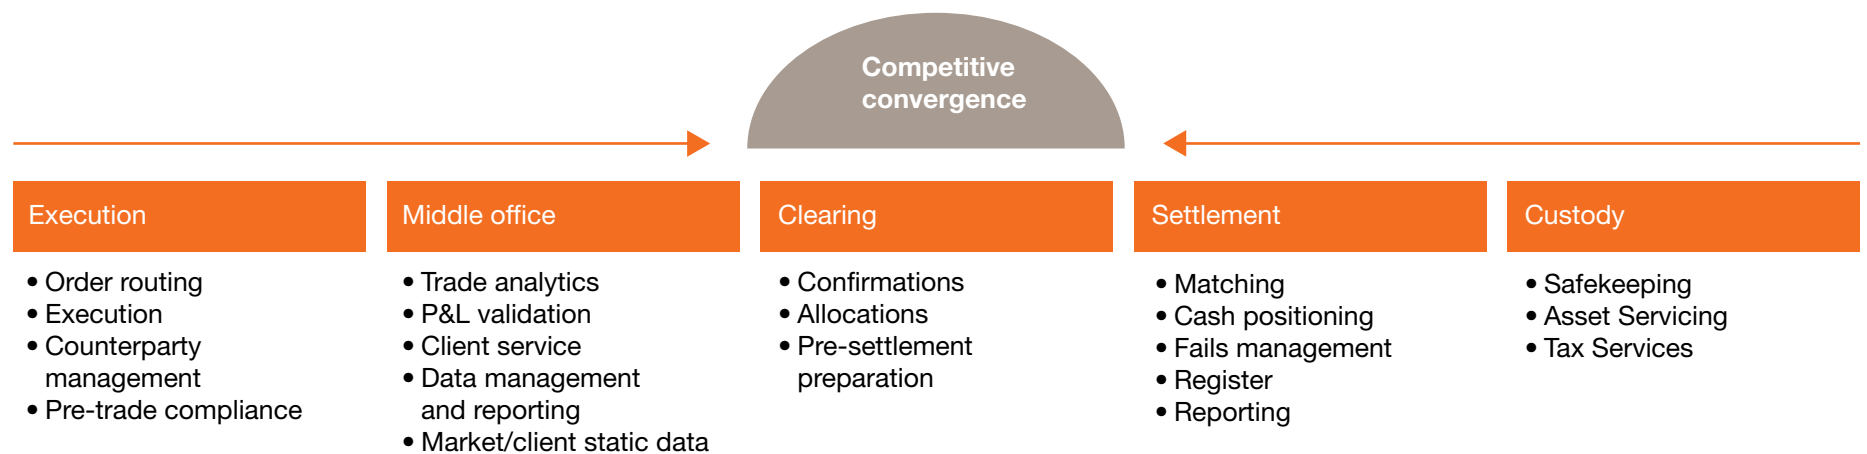 Competitive
convergence
Execution
• Order routing
• Execution
• Counterparty
management
• Pre-trade compliance
Middle office
• Trade analytics
• P&L validation
• Client service
• Data management
and reporting
• Market/client static data
Clearing
• Confirmations
• Allocations
• Pre-settlement
preparation
Settlement
• Matching
• Cash positioning
• Fails management
• Register
• Reporting
Custody
• Safekeeping
• Asset Servicing
• Tax Services